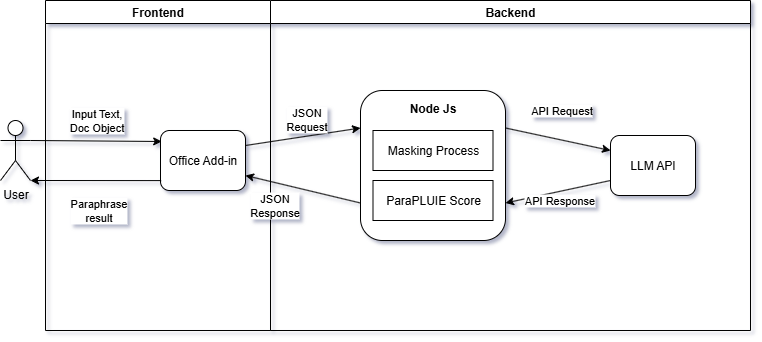 Frontend
Backend
Input Text,
Doc Object
JSON
Request
Node Js
API Request
Office Add-in
Masking Process
LLM API
User
Paraphrase
result
JSON
Response
ParaPLUIE Score
API Response